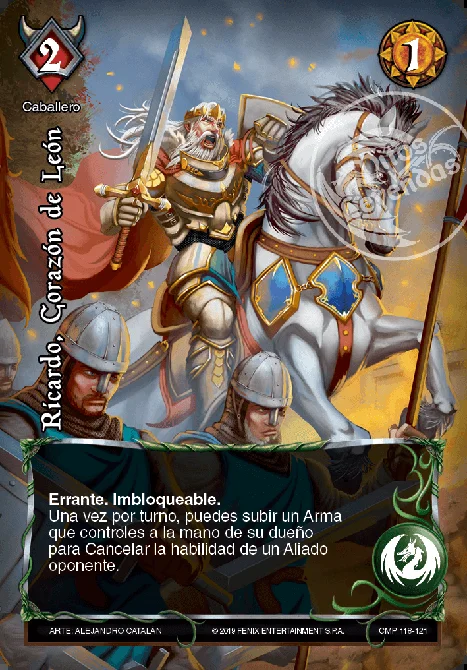 2
1
Caballero
Ricardo, Corazón de León
Mitos
Leyendas
Errante. Imbloqueable.
Una vez por turno, puedes subir un Arma
que controles a la mano de su dueño
para Cancelar la habilidad de un Aliado
oponente.
ARTE: ALEJANDRO CATALAN
© 2019 FENIX ENTERTAINMENT S.P.A.
CMP 118-121